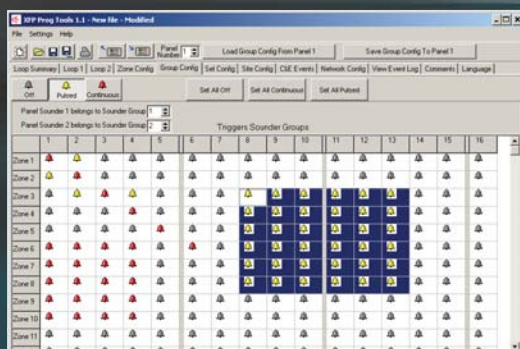 XFP Prog Tools 1.1 - New file - Modified
File Settings Help
Panel Number 1 Load Group Config From Panel 1 Save Group Config To Panel 1
Loop Summary Loop 1 Loop 2 Zone Config Group Config Set Config Site Config C&E Events Network Config View Event Log Comments Language
Off Pulsed Continuous Set All Off Set All Continuous Set All Pulsed
Panel Sounder 1 belongs to Sounder Group 1
Panel Sounder 2 belongs to Sounder Group 2 Triggers Sounder Groups
1 2 3 4 5 6 7 8 9 10 11 12 13 14 15 16
Zone 1
Zone 2
Zone 3
Zone 4
Zone 5
Zone 6
Zone 7
Zone 8
Zone 9
Zone 10
Zone 11